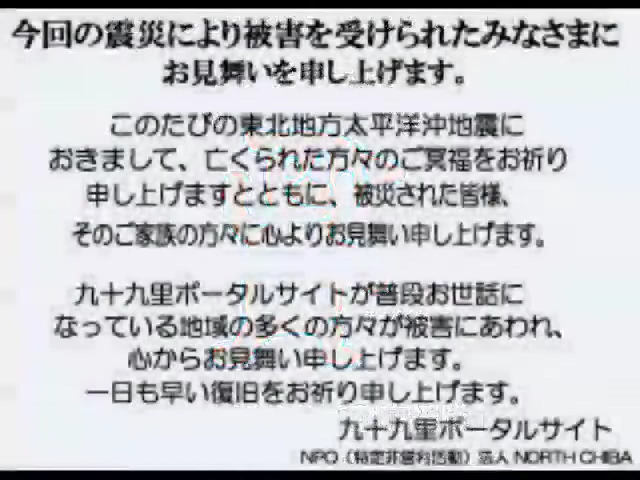 今回の震災により被害を受けられたみなさまに
お見舞いを申し上げます。
このたびの東北地方太平洋沖地震に
おきまして、亡くられた方々のご冥福をお祈り
申し上げますとともに、被災された皆様、
そのご家族の方々に心よりお見舞い申し上げます。
九十九里ポータルサイトが普段お世話に
なっている地域の多くの方々が被害にあわれ、
心からお見舞い申し上げます。
一日も早い復旧をお祈り申し上げます。
九十九里ポータルサイト
NPO（特定非営利活動）法人 NORTH CHIBA